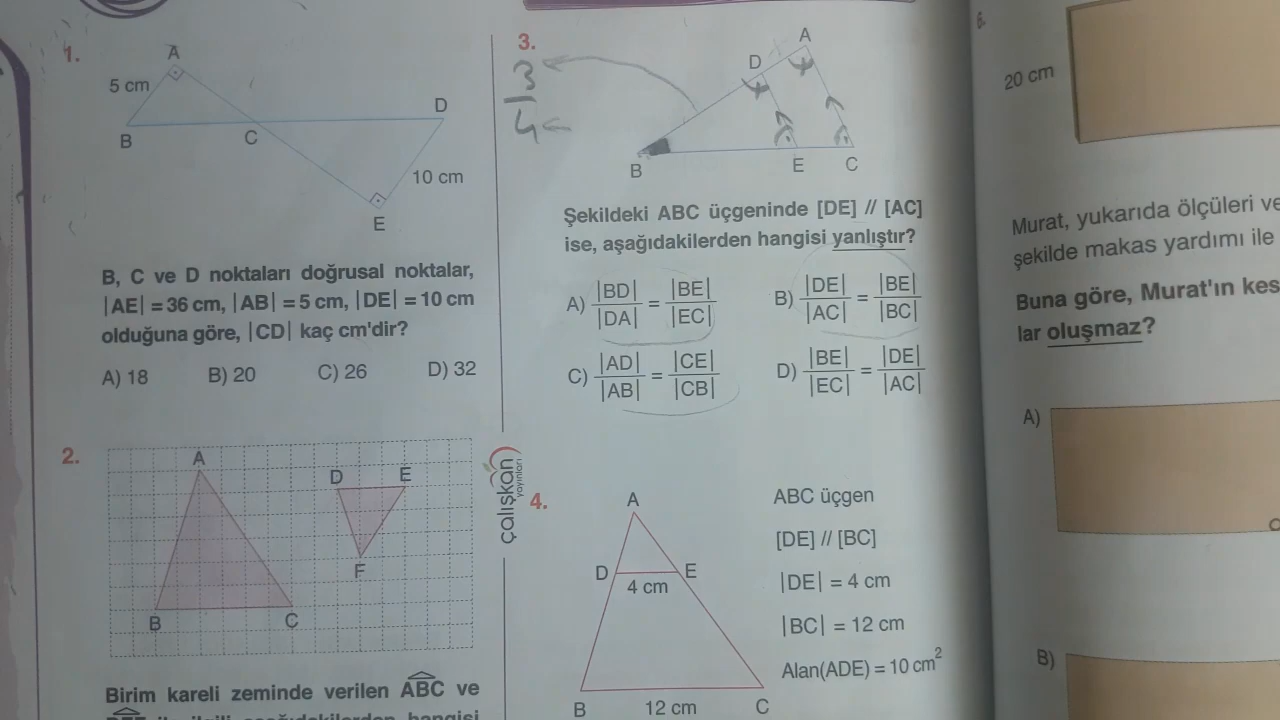 1.
A
5 cm
D
B
C
10 cm
E
B, C ve D noktaları doğrusal noktalar,
|AE| = 36 cm, |AB| = 5 cm, |DE| = 10 cm
olduğuna göre, |CD| kaç cm'dir?
A) 18 B) 20 C) 26 D) 32
2.
A
D E
F
B C
Birim kareli zeminde verilen ABC ve
çalışkan
yayınları
3.
A
D
B E C
Şekildeki ABC üçgeninde [DE] // [AC]
ise, aşağıdakilerden hangisi yanlıştır?
A) |BD| / |DA| = |BE| / |EC| B) |DE| / |AC| = |BE| / |BC|
C) |AD| / |AB| = |CE| / |CB| D) |BE| / |EC| = |DE| / |AC|
4.
A
D E
4 cm
B 12 cm C
ABC üçgen
[DE] // [BC]
|DE| = 4 cm
|BC| = 12 cm
Alan(ADE) = 10 cm²
20 cm
Murat, yukarıda ölçüleri ve
şekilde makas yardımı ile
Buna göre, Murat'ın kes
lar oluşmaz?
A)
B)